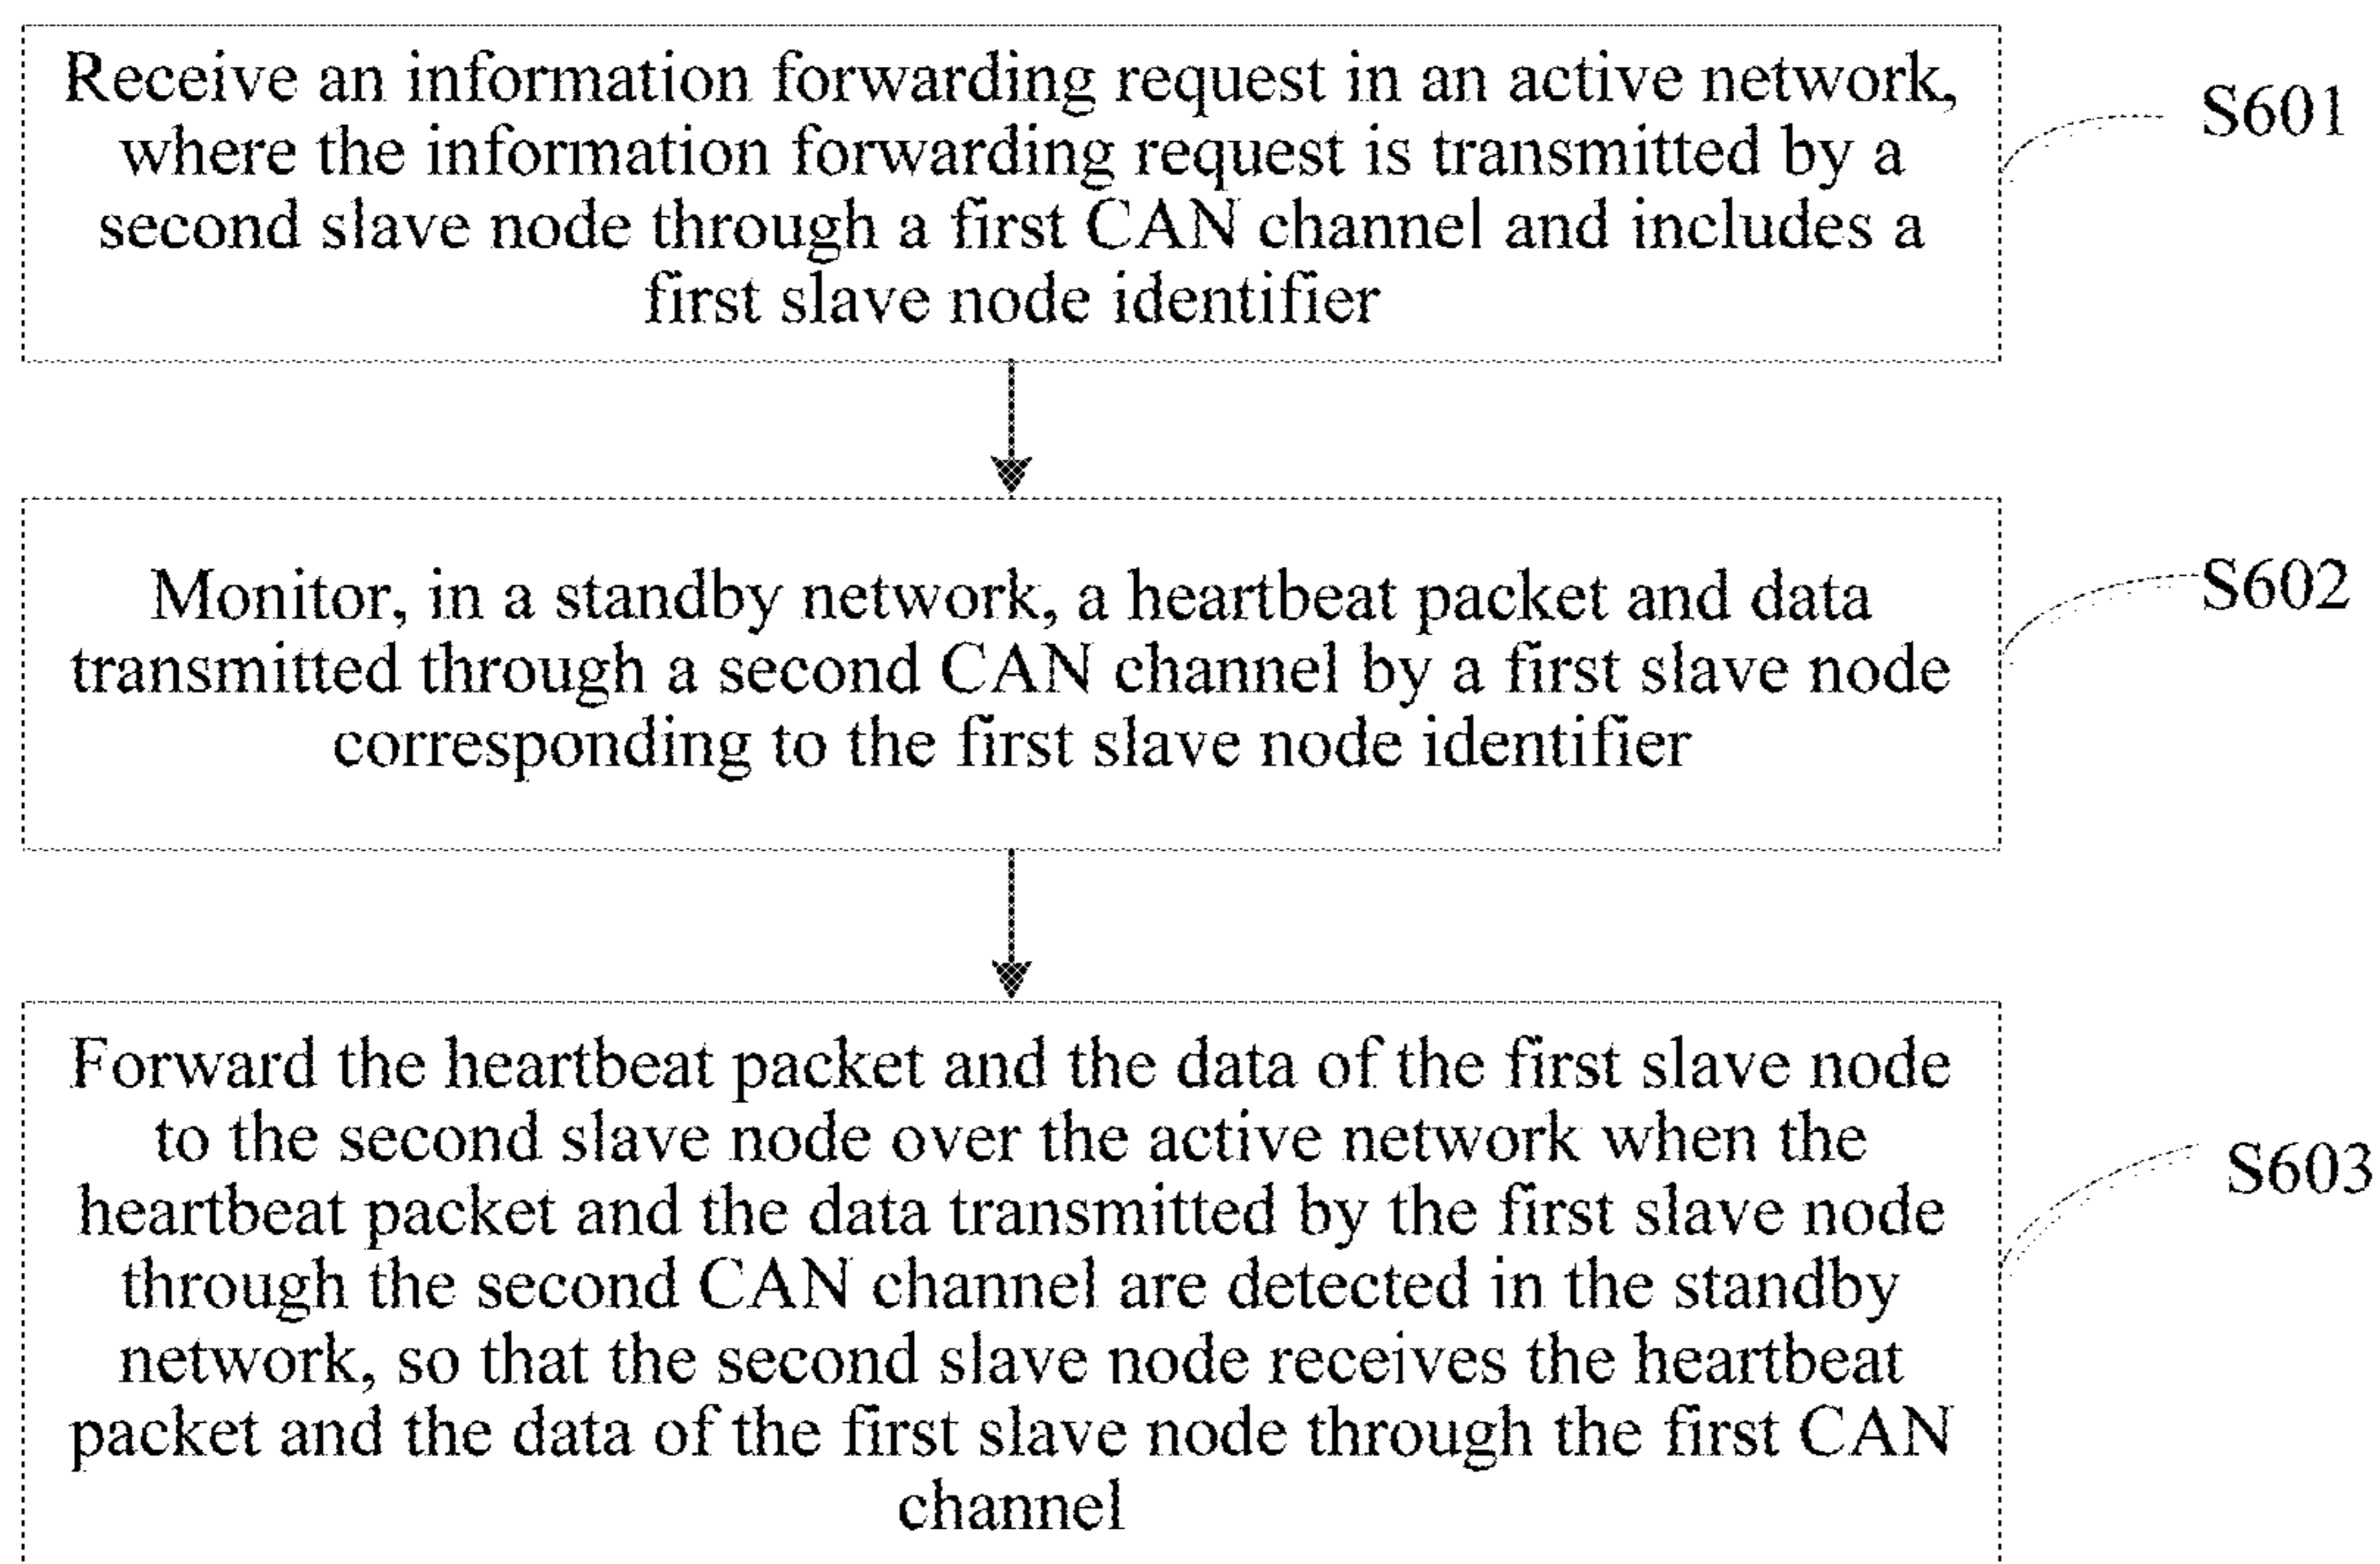 Receive an information forwarding request in an active network,
where the information forwarding request is transmitted by a
second slave node through a first CAN channel and includes a
first slave node identifier
S601
Monitor, in a standby network, a heartbeat packet and data
transmitted through a second CAN channel by a first slave node
corresponding to the first slave node identifier
S602
Forward the heartbeat packet and the data of the first slave node
to the second slave node over the active network when the
heartbeat packet and the data transmitted by the first slave node
through the second CAN channel are detected in the standby
network, so that the second slave node receives the heartbeat
packet and the data of the first slave node through the first CAN
channel
S603